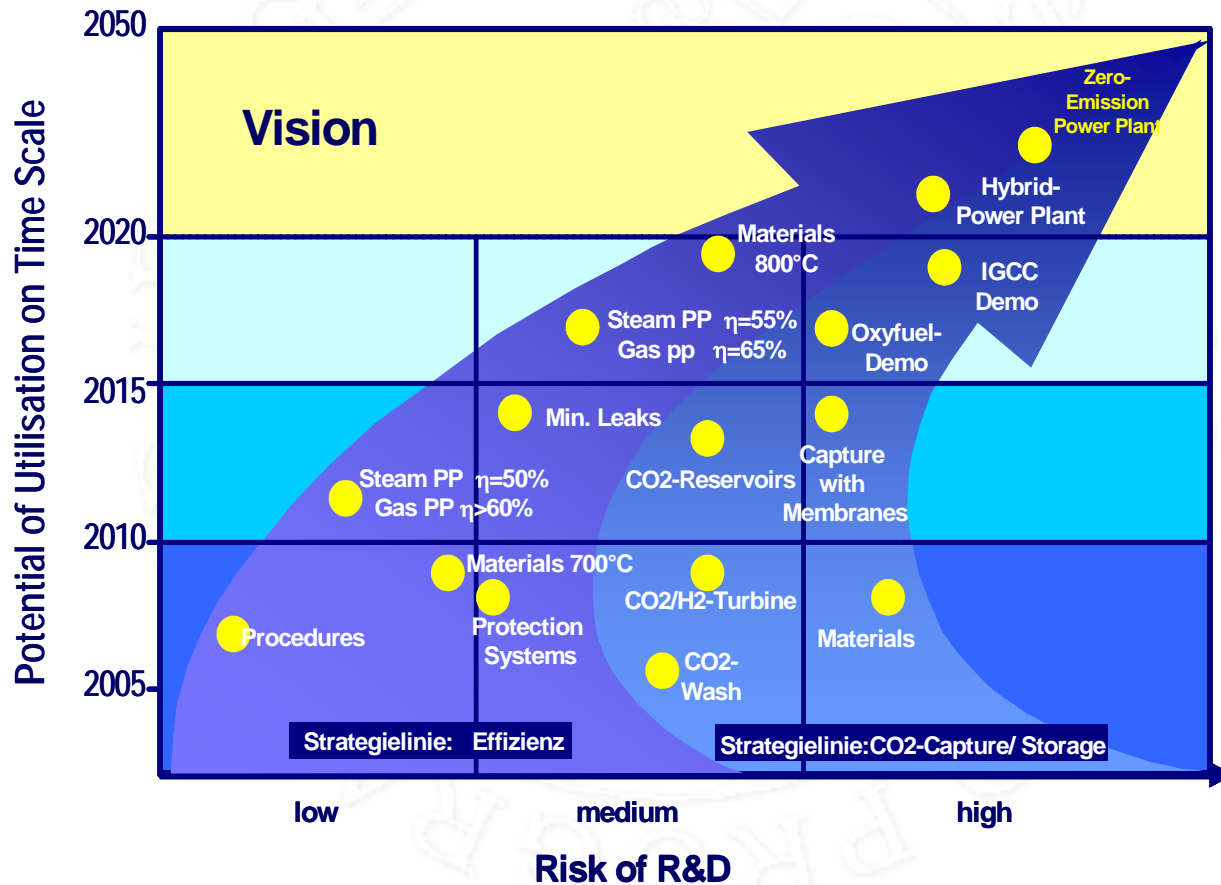 2050
Zero-
Emission
Power Plant
Vision
Hybrid-
Power Plant
2020
Materials
800°C
IGCC
Demo
Steam PP η=55%
Gas pp η=65%
Oxyfuel-
Demo
2015
Min. Leaks
Capture
with
Membranes
CO2-Reservoirs
Steam PP η=50%
Gas PP η>60%
2010
Materials 700°C
CO2/H2-Turbine
Protection
Systems
Procedures
Materials
CO2-
Wash
2005
Strategielinie: Effizienz
Strategielinie:CO2-Capture/ Storage
low
medium
high
Risk of R&D
Potential of Utilisation on Time Scale